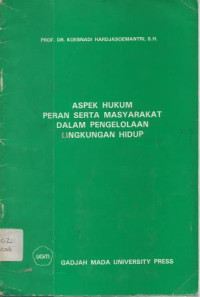 PROF. DR. KOESNADI HARDJASOEMANTRI, S.H.
ASPEK HUKUM
PERAN SERTA MASYARAKAT
DALAM PENGELOLAAN
LINGKUNGAN HIDUP
GADJAH MADA UNIVERSITY PRESS